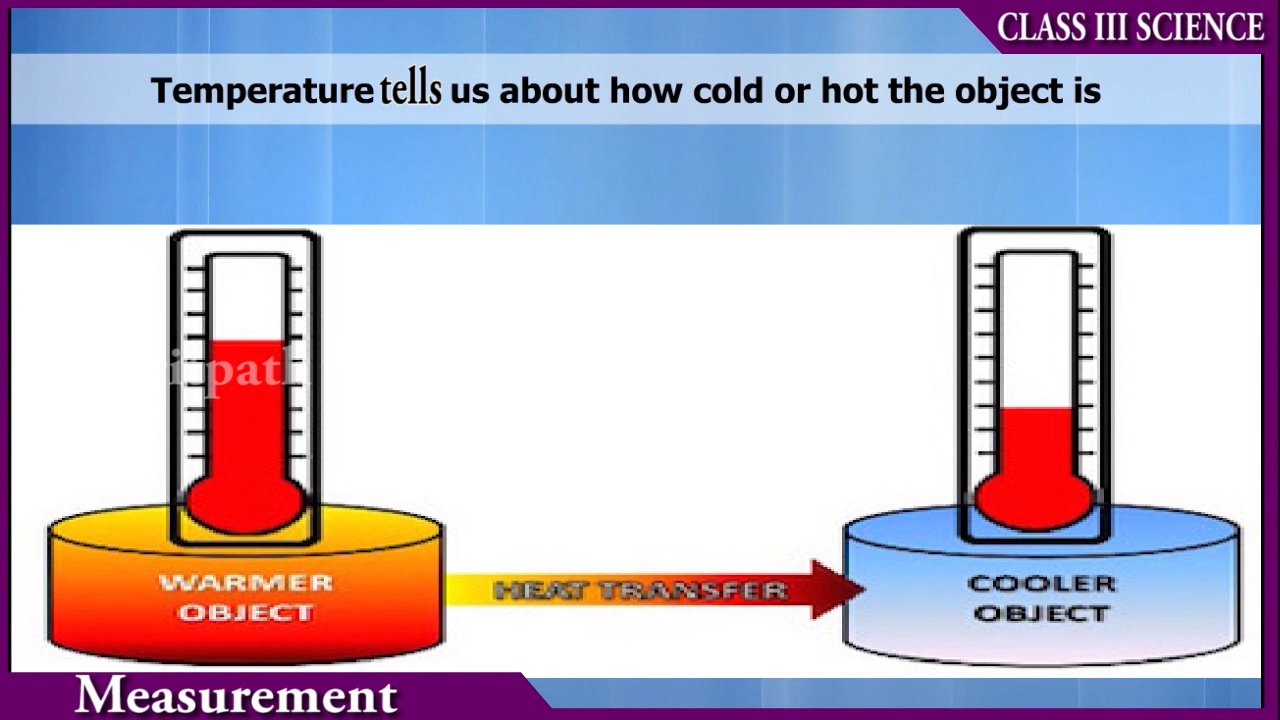 CLASS III SCIENCE
Temperature tells us about how cold or hot the object is
WARMER
OBJECT
HEAT TRANSFER
COOLER
OBJECT
Measurement